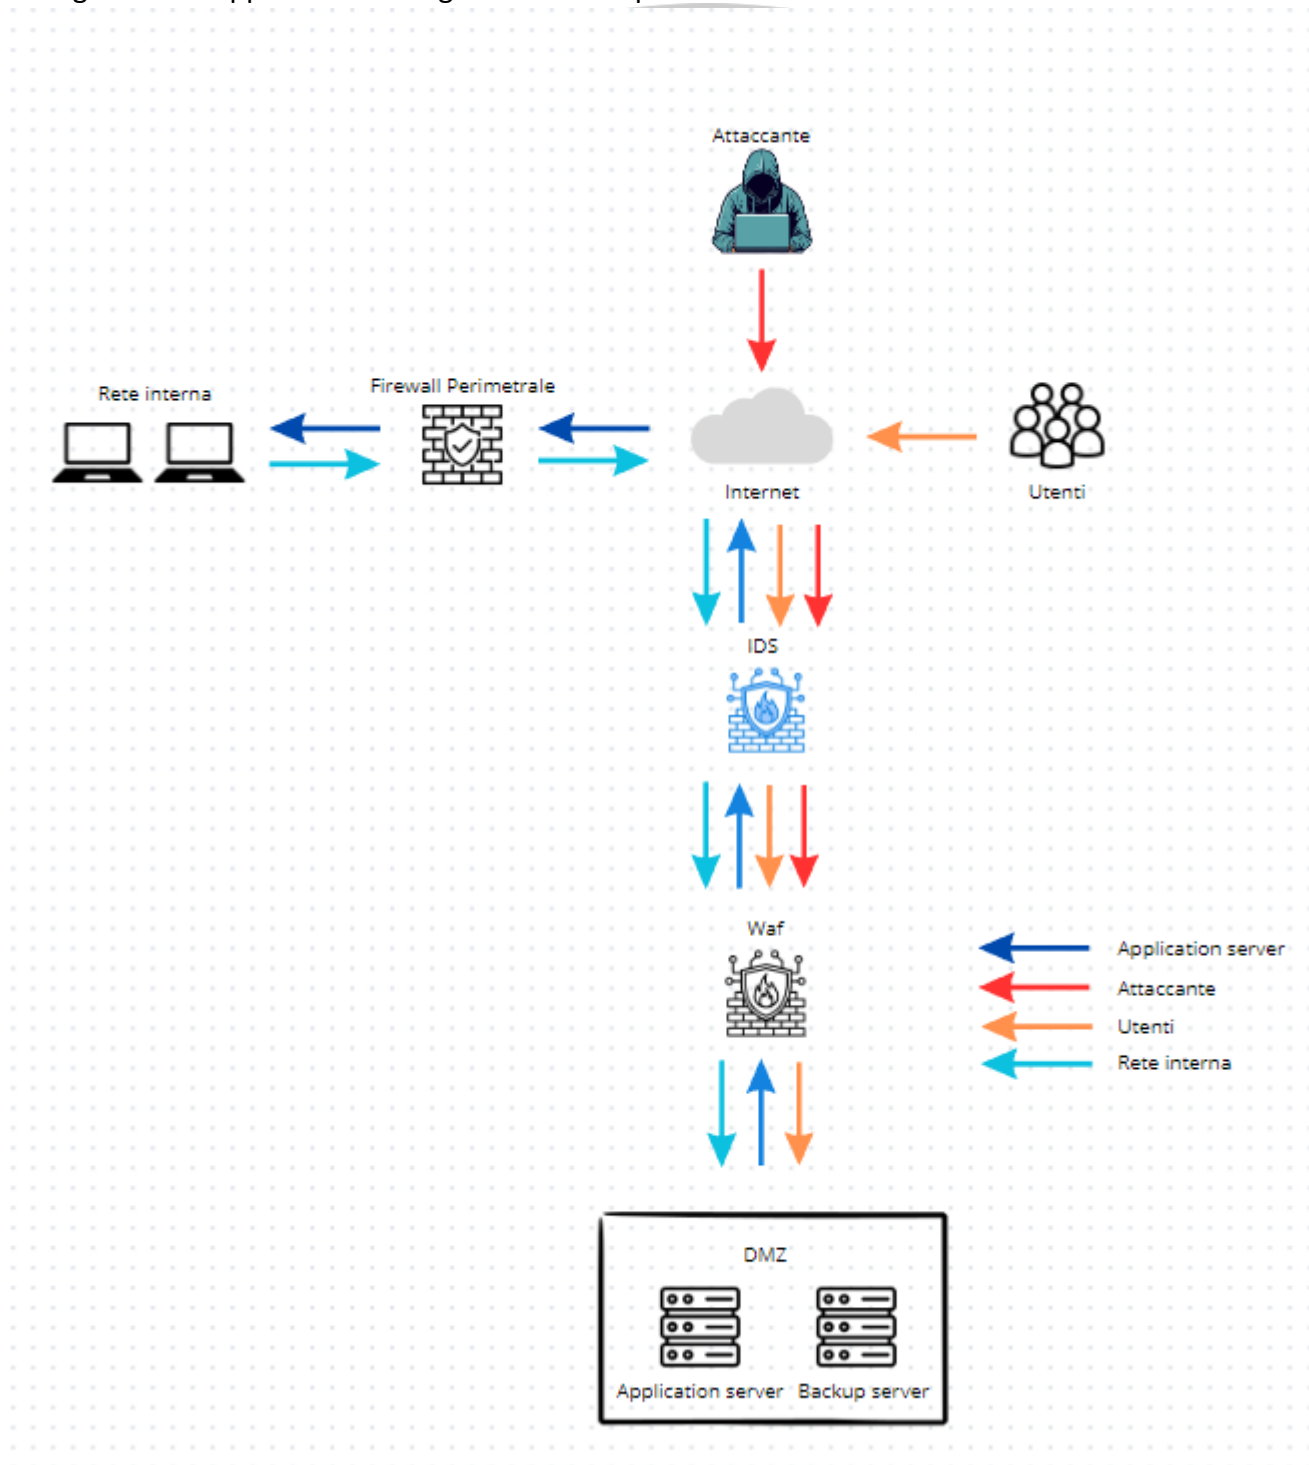 Attaccante
Firewall Perimetrale
Rete interna
Internet
Utenti
IDS
Waf
Application server
Attaccante
Utenti
Rete interna
DMZ
Application server
Backup server